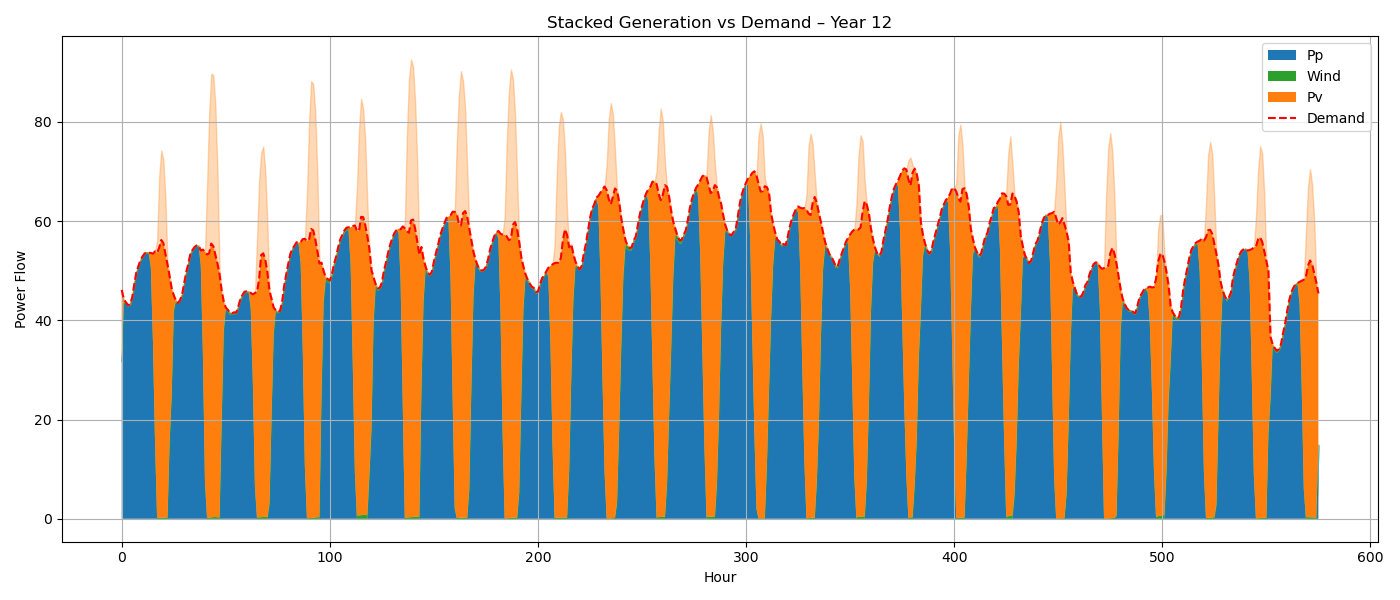 Stacked Generation vs Demand – Year 12
Power Flow
80
60
40
20
0
0 100 200 300 400 500 600
Hour
Pp
Wind
Pv
Demand